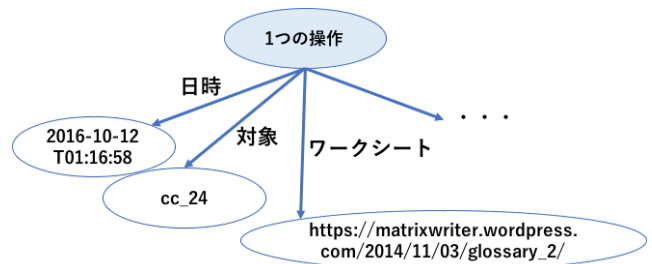 1つの操作
日時
2016-10-12
T01:16:58
対象
cc_24
ワークシート
・・・
https://matrixwriter.wordpress.
com/2014/11/03/glossary_2/